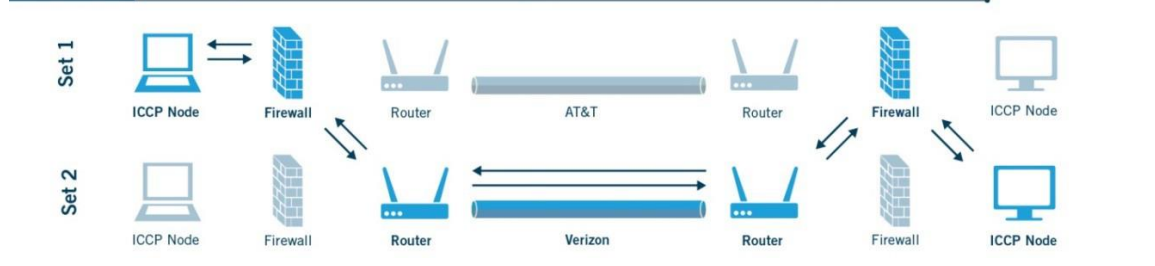 Set 1
ICCP Node
Firewall
Router
AT&T
Router
Firewall
ICCP Node
Set 2
ICCP Node
Firewall
Router
Verizon
Router
Firewall
ICCP Node